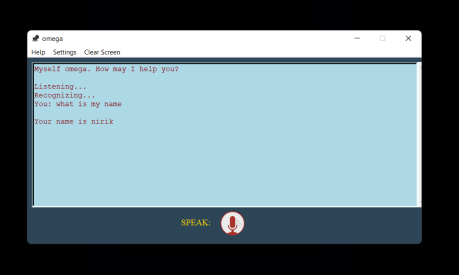 omega
Help Settings Clear Screen
Myself omega. How may I help you?
Listening...
Recognizing...
You: what is my name
Your name is nirik
SPEAK: